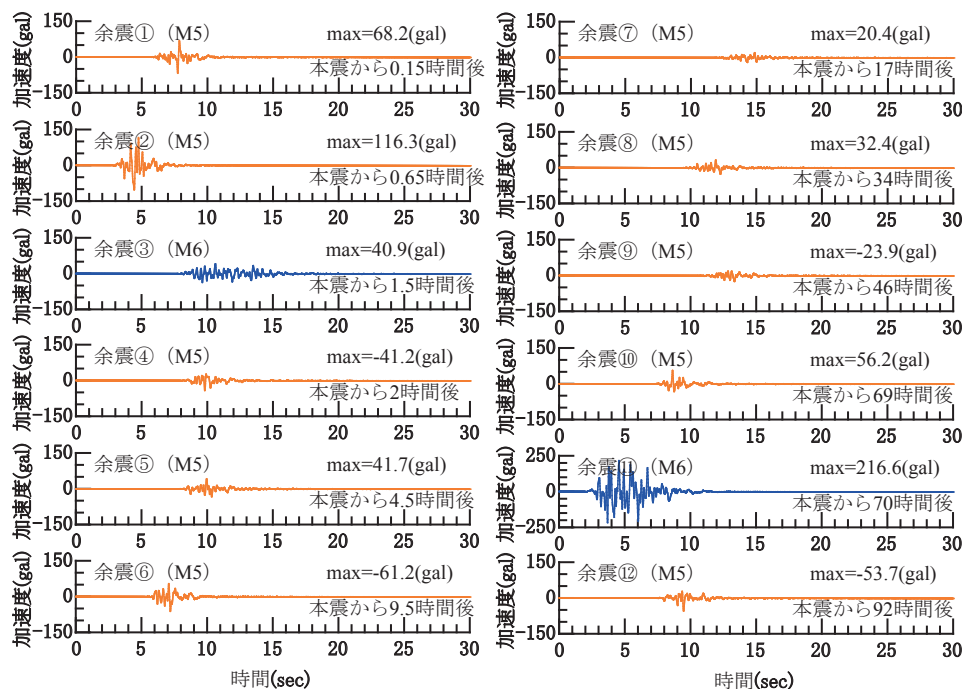 加速度(gal)
150
0
-150
余震①(M5)
max=68.2(gal)
本震から0.15時間後
0 5 10 15 20 25 30
加速度(gal)
150
0
-150
余震②(M5)
max=116.3(gal)
本震から0.65時間後
0 5 10 15 20 25 30
加速度(gal)
150
0
-150
余震③(M6)
max=40.9(gal)
本震から1.5時間後
0 5 10 15 20 25 30
加速度(gal)
150
0
-150
余震④(M5)
max=-41.2(gal)
本震から2時間後
0 5 10 15 20 25 30
加速度(gal)
150
0
-150
余震⑤(M5)
max=41.7(gal)
本震から4.5時間後
0 5 10 15 20 25 30
加速度(gal)
150
0
-150
余震⑥(M5)
max=-61.2(gal)
本震から9.5時間後
0 5 10 15 20 25 30
時間(sec)
加速度(gal)
150
0
-150
余震⑦(M5)
max=20.4(gal)
本震から17時間後
0 5 10 15 20 25 30
加速度(gal)
150
0
-150
余震⑧(M5)
max=32.4(gal)
本震から34時間後
0 5 10 15 20 25 30
加速度(gal)
150
0
-150
余震⑨(M5)
max=-23.9(gal)
本震から46時間後
0 5 10 15 20 25 30
加速度(gal)
150
0
-150
余震⑩(M5)
max=56.2(gal)
本震から69時間後
0 5 10 15 20 25 30
加速度(gal)
250
0
-250
余震⑪(M6)
max=216.6(gal)
本震から70時間後
0 5 10 15 20 25 30
加速度(gal)
150
0
-150
余震⑫(M5)
max=-53.7(gal)
本震から92時間後
0 5 10 15 20 25 30
時間(sec)